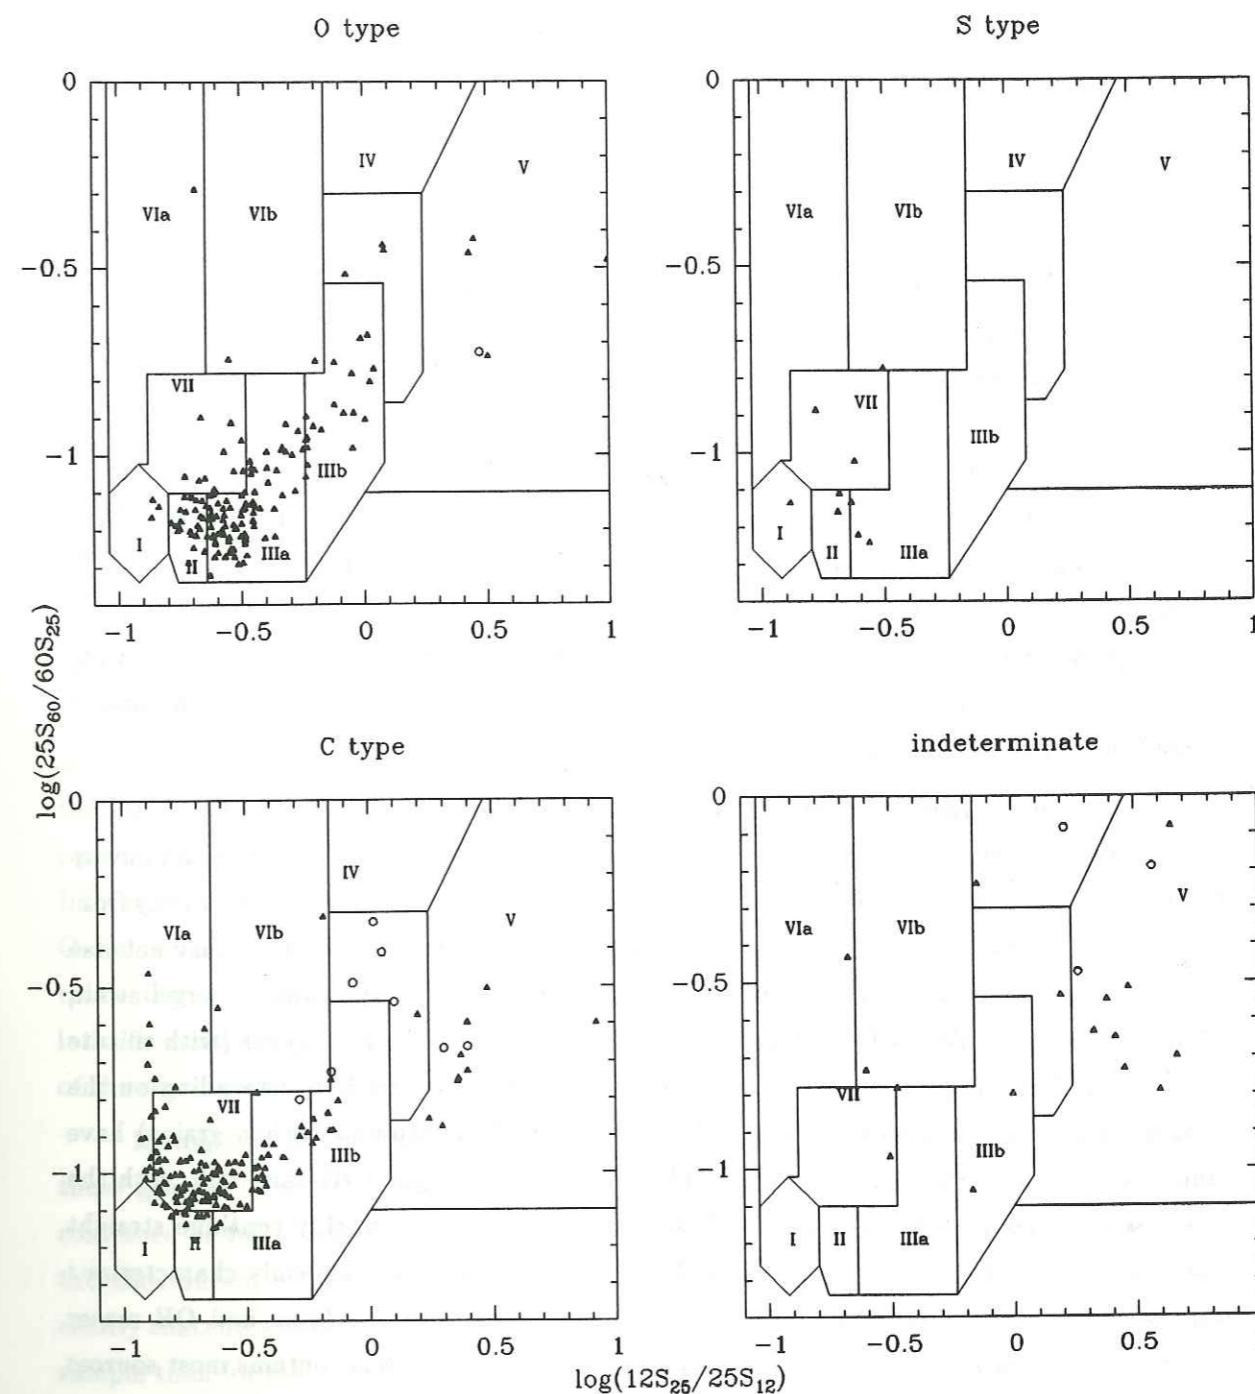 O type
S type
0
-0.5
-1
IV
V
VIa
VIb
VII
IIIb
I
II
IIIa
-1
-0.5
0
0.5
1
0
-0.5
-1
IV
V
VIa
VIb
VII
IIIb
I
II
IIIa
-1
-0.5
0
0.5
1
log(25S60/60S25)
C type
indeterminate
0
-0.5
-1
IV
V
VIa
VIb
VII
IIIb
I
II
IIIa
-1
-0.5
0
0.5
1
0
-0.5
-1
V
VIa
VIb
VII
IIIb
I
II
IIIa
-1
-0.5
0
0.5
log(12S25/25S12)